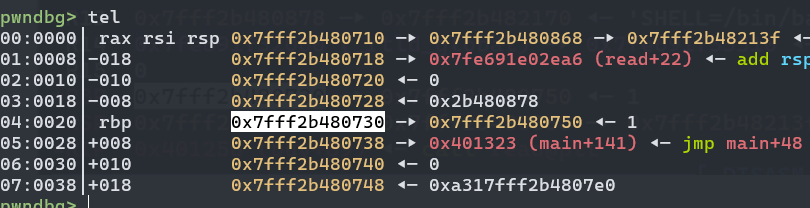 pwndbg> tel
00:0000│ rax rsi rsp 0x7fff2b480710 —▸ 0x7fff2b480868 —▸ 0x7fff2b48213f ◂—
01:0008│-018 0x7fff2b480718 —▸ 0x7fe691e02ea6 (read+22) ◂— add rsp
02:0010│-010 0x7fff2b480720 ◂— 0
03:0018│-008 0x7fff2b480728 ◂— 0x2b480878
04:0020│ rbp 0x7fff2b480730 —▸ 0x7fff2b480750 ◂— 1
05:0028│+008 0x7fff2b480738 —▸ 0x401323 (main+141) ◂— jmp main+48
06:0030│+010 0x7fff2b480740 ◂— 0
07:0038│+018 0x7fff2b480748 ◂— 0xa317fff2b4807e0
pwndbg>